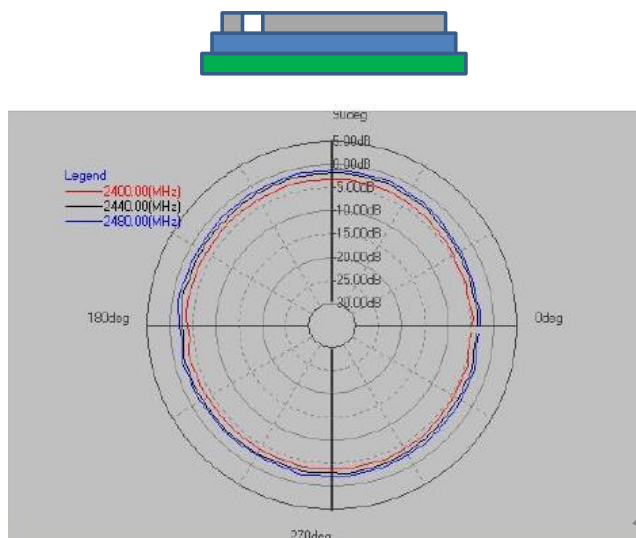 90deg
5.00dB
0.00dB
-5.00dB
Legend
2400.00(MHz)
2440.00(MHz)
2480.00(MHz)
-10.00dB
-15.00dB
-20.00dB
-25.00dB
-30.00dB
180deg
0deg
270deg